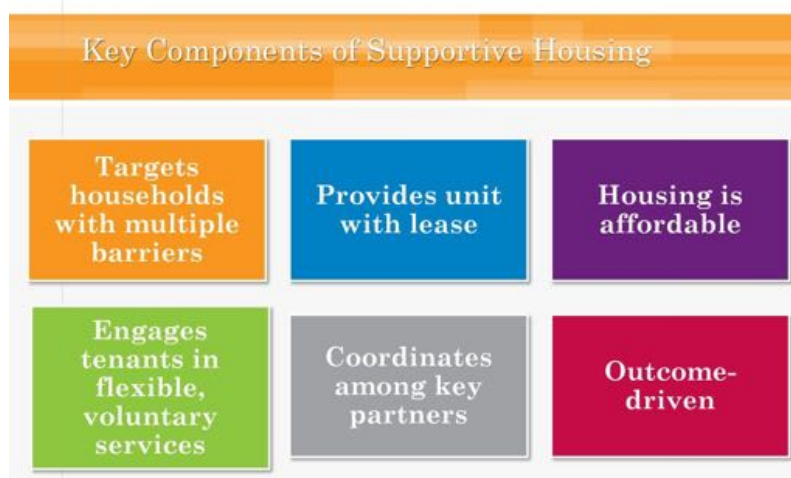 Key Components of Supportive Housing
Targets
households
with multiple
barriers
Provides unit
with lease
Housing is
affordable
Engages
tenants in
flexible,
voluntary
services
Coordinates
among key
partners
Outcome-
driven